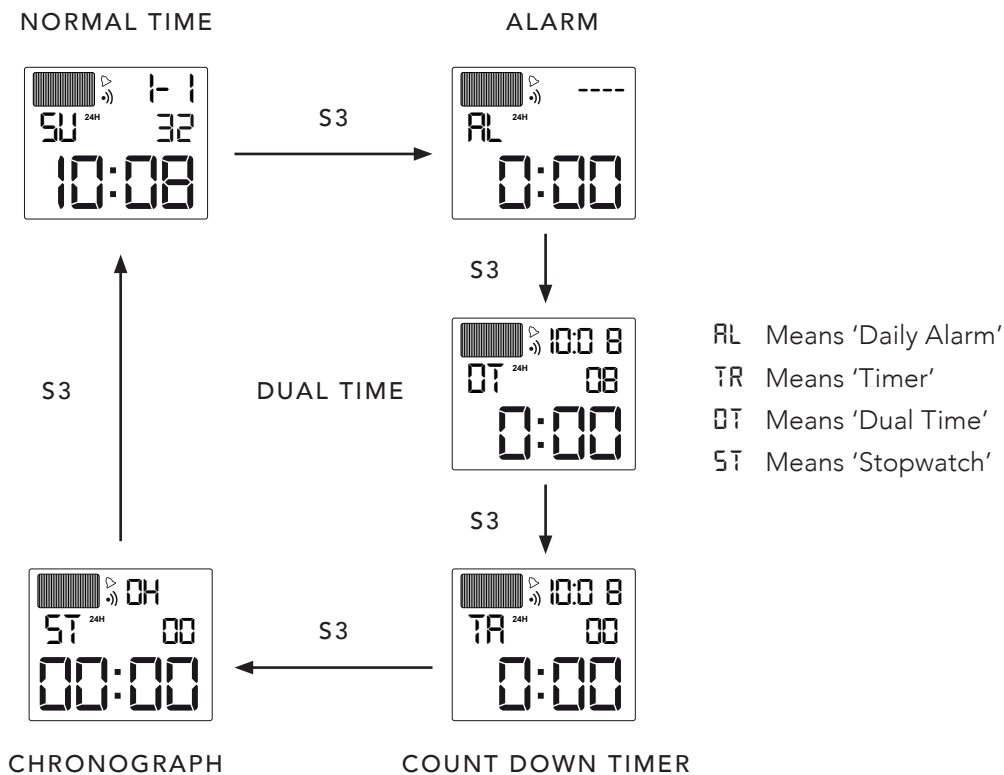 NORMAL TIME
ALARM
1- 1
SU 24H 32
10:08
S3
----
AL 24H
0:00
S3
S3
DUAL TIME
10:0 8
DT 24H 08
0:00
AL Means 'Daily Alarm'
TR Means 'Timer'
DT Means 'Dual Time'
ST Means 'Stopwatch'
S3
0H
ST 24H 00
00:00
S3
10:0 8
TR 24H 00
0:00
CHRONOGRAPH
COUNT DOWN TIMER